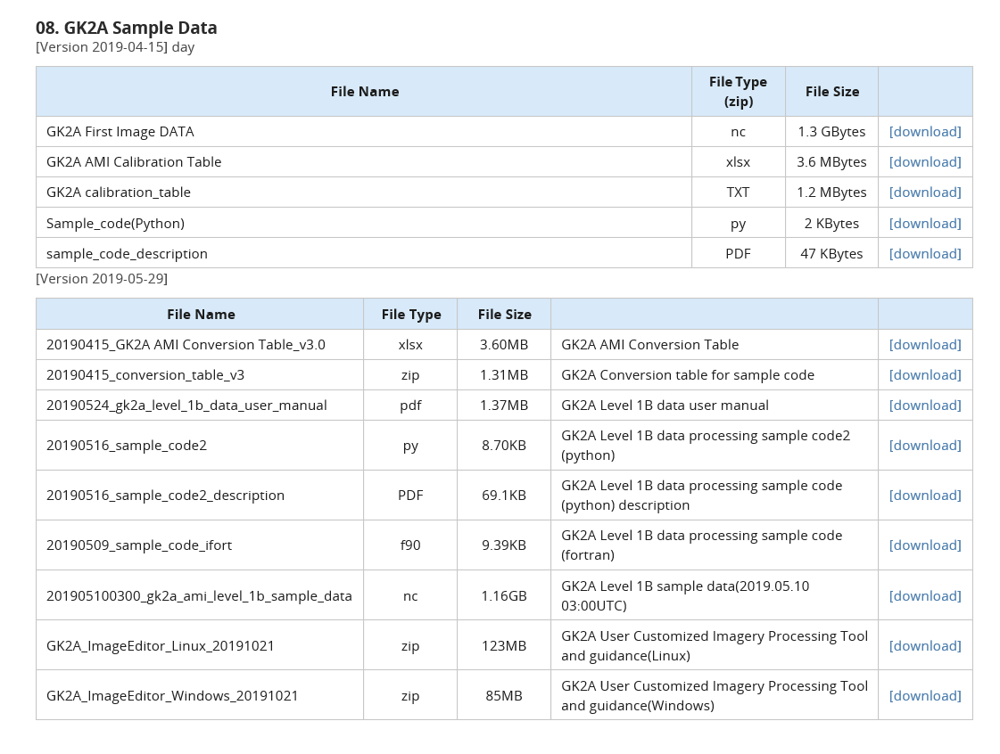 08. GK2A Sample Data
[Version 2019-04-15] day
File Name File Type (zip) File Size
GK2A First Image DATA nc 1.3 GBytes [download]
GK2A AMI Calibration Table xlsx 3.6 MBytes [download]
GK2A calibration_table TXT 1.2 MBytes [download]
Sample_code(Python) py 2 KBytes [download]
sample_code_description PDF 47 KBytes [download]
[Version 2019-05-29]
File Name File Type File Size
20190415_GK2A AMI Conversion Table_v3.0 xlsx 3.60MB GK2A AMI Conversion Table [download]
20190415_conversion_table_v3 zip 1.31MB GK2A Conversion table for sample code [download]
20190524_gk2a_level_1b_data_user_manual pdf 1.37MB GK2A Level 1B data user manual [download]
20190516_sample_code2 py 8.70KB GK2A Level 1B data processing sample code2
(python) [download]
20190516_sample_code2_description PDF 69.1KB GK2A Level 1B data processing sample code
(python) description [download]
20190509_sample_code_ifort f90 9.39KB GK2A Level 1B data processing sample code
(fortran) [download]
201905100300_gk2a_ami_level_1b_sample_data nc 1.16GB GK2A Level 1B sample data(2019.05.10
03:00UTC) [download]
GK2A_ImageEditor_Linux_20191021 zip 123MB GK2A User Customized Imagery Processing Tool
and guidance(Linux) [download]
GK2A_ImageEditor_Windows_20191021 zip 85MB GK2A User Customized Imagery Processing Tool
and guidance(Windows) [download]